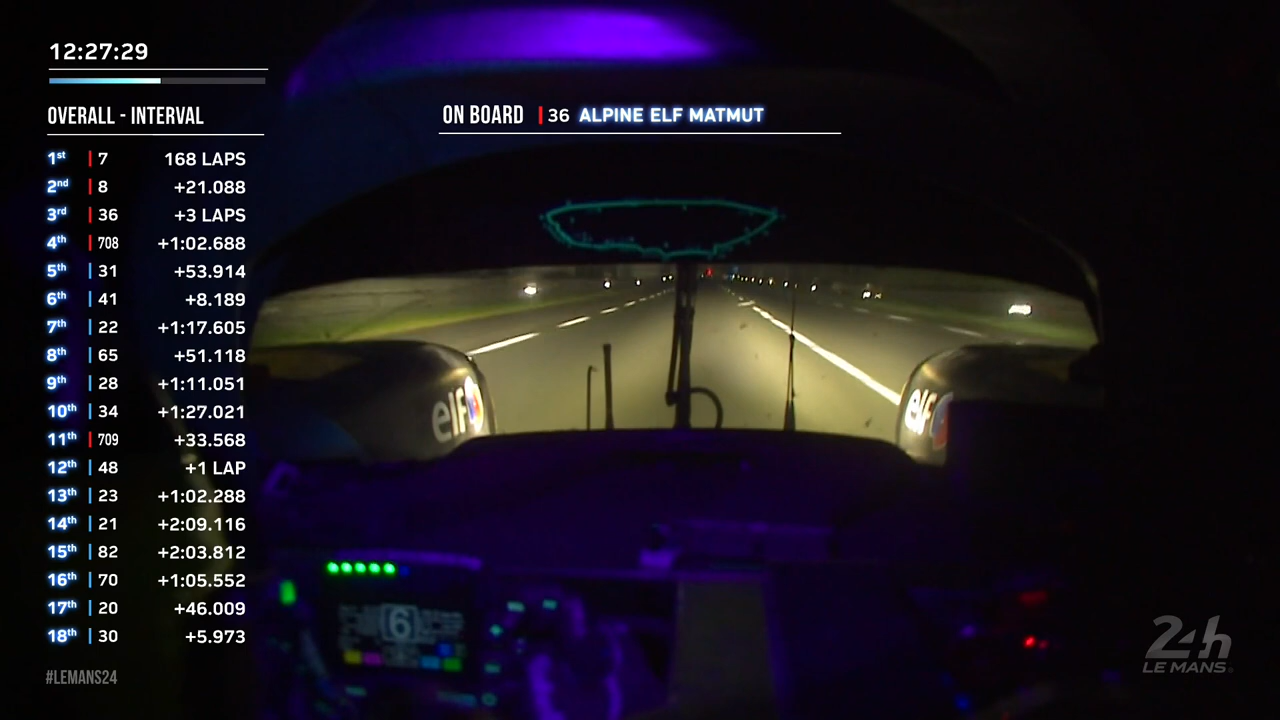 12:27:29
OVERALL - INTERVAL
ON BOARD 36 ALPINE ELF MATMUT
1st 7 168 LAPS
2nd 8 +21.088
3rd 36 +3 LAPS
4th 708 +1:02.688
5th 31 +53.914
6th 41 +8.189
7th 22 +1:17.605
8th 65 +51.118
9th 28 +1:11.051
10th 34 +1:27.021
11th 709 +33.568
12th 48 +1 LAP
13th 23 +1:02.288
14th 21 +2:09.116
15th 82 +2:03.812
16th 70 +1:05.552
17th 20 +46.009
18th 30 +5.973
elf
elf
6
#LEMANS24
24h
LE MANS